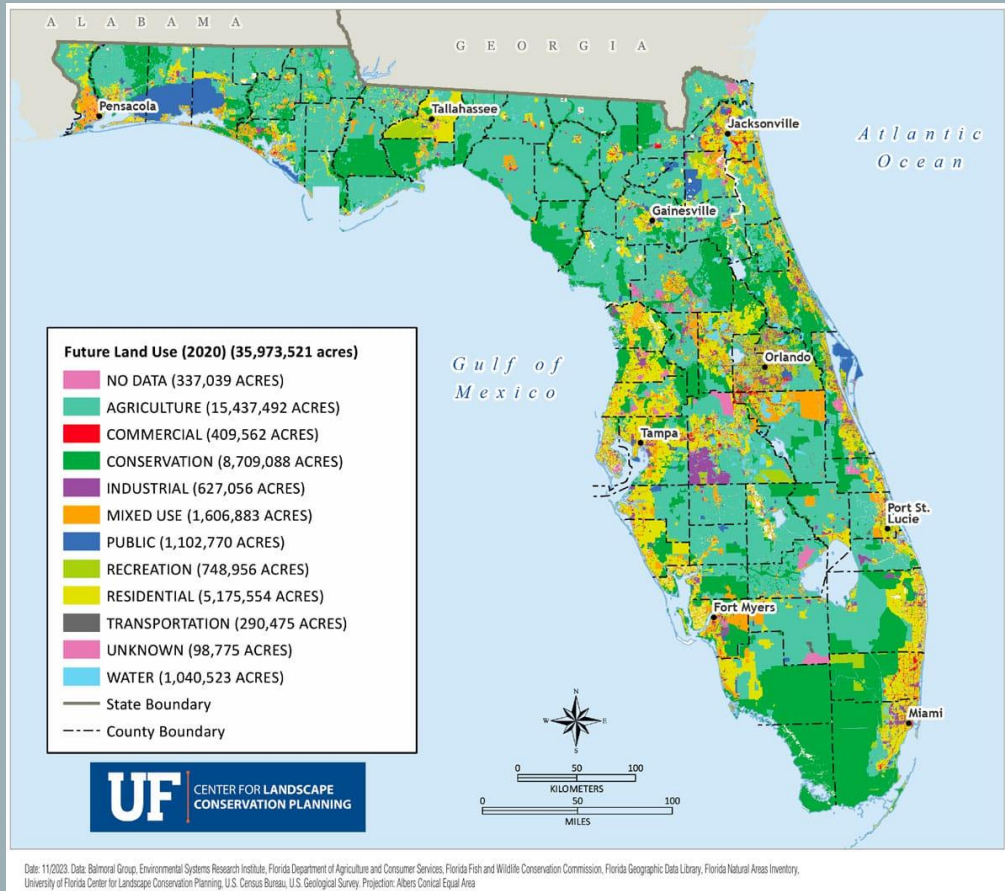 A L A B A M A
G E O R G I A
Pensacola
Tallahassee
Jacksonville
Atlantic
Ocean
Gainesville
Gulf of
Mexico
Orlando
Tampa
Port St.
Lucie
Fort Myers
Miami
Future Land Use (2020) (35,973,521 acres)
NO DATA (337,039 ACRES)
AGRICULTURE (15,437,492 ACRES)
COMMERCIAL (409,562 ACRES)
CONSERVATION (8,709,088 ACRES)
INDUSTRIAL (627,056 ACRES)
MIXED USE (1,606,883 ACRES)
PUBLIC (1,102,770 ACRES)
RECREATION (748,956 ACRES)
RESIDENTIAL (5,175,554 ACRES)
TRANSPORTATION (290,475 ACRES)
UNKNOWN (98,775 ACRES)
WATER (1,040,523 ACRES)
State Boundary
County Boundary
UF CENTER FOR LANDSCAPE
CONSERVATION PLANNING
N
W E
S
0 50 100
KILOMETERS
0 50 100
MILES
Date: 11/2023. Data: Balmoral Group, Environmental Systems Research Institute, Florida Department of Agriculture and Consumer Services, Florida Fish and Wildlife Conservation Commission, Florida Geographic Data Library, Florida Natural Areas Inventory,
University of Florida Center for Landscape Conservation Planning, U.S. Census Bureau, U.S. Geological Survey. Projection: Albers Conical Equal Area